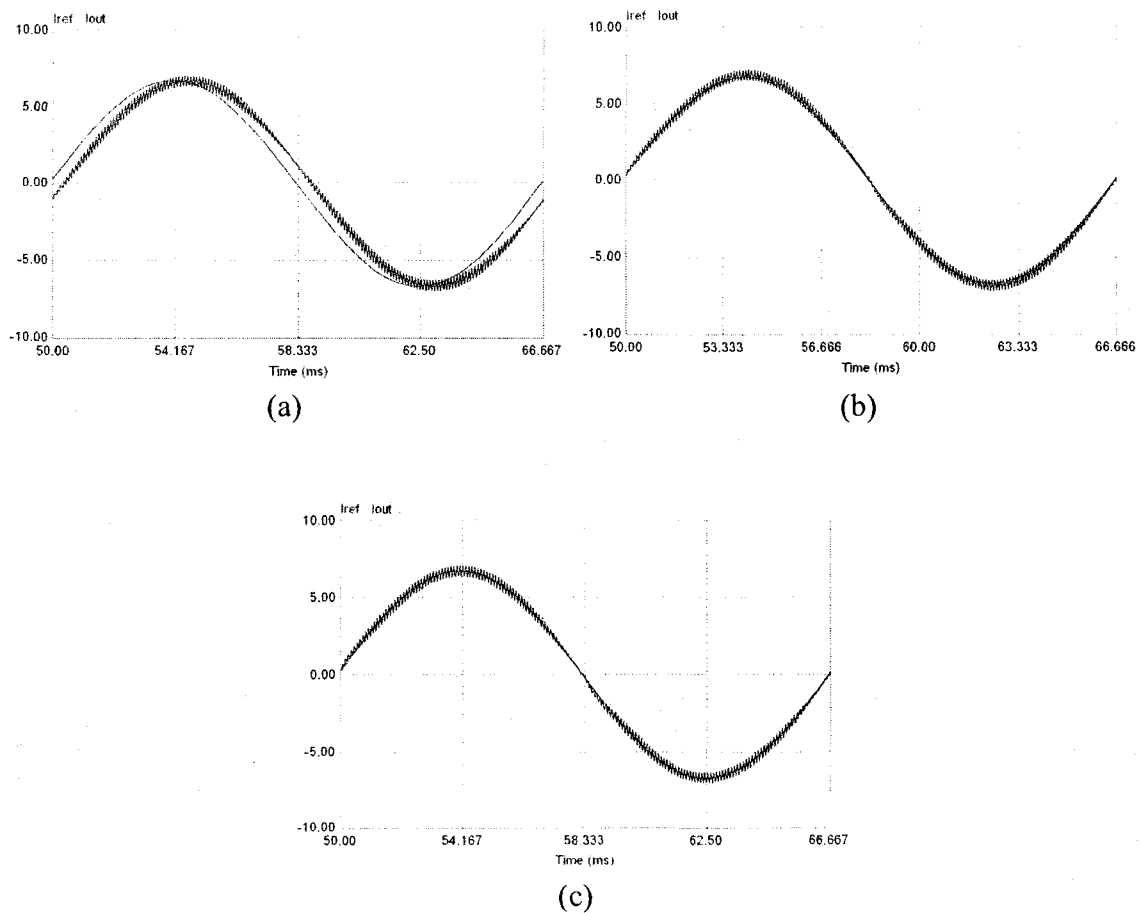 Iref Iout
10.00
5.00
0.00
-5.00
-10.00
50.00 54.167 58.333 62.50 66.667
Time (ms)
(a)
Iref Iout
10.00
5.00
0.00
-5.00
-10.00
50.00 53.333 56.666 60.00 63.333 66.666
Time (ms)
(b)
Iref Iout
10.00
5.00
0.00
-5.00
-10.00
50.00 54.167 58.333 62.50 66.667
Time (ms)
(c)